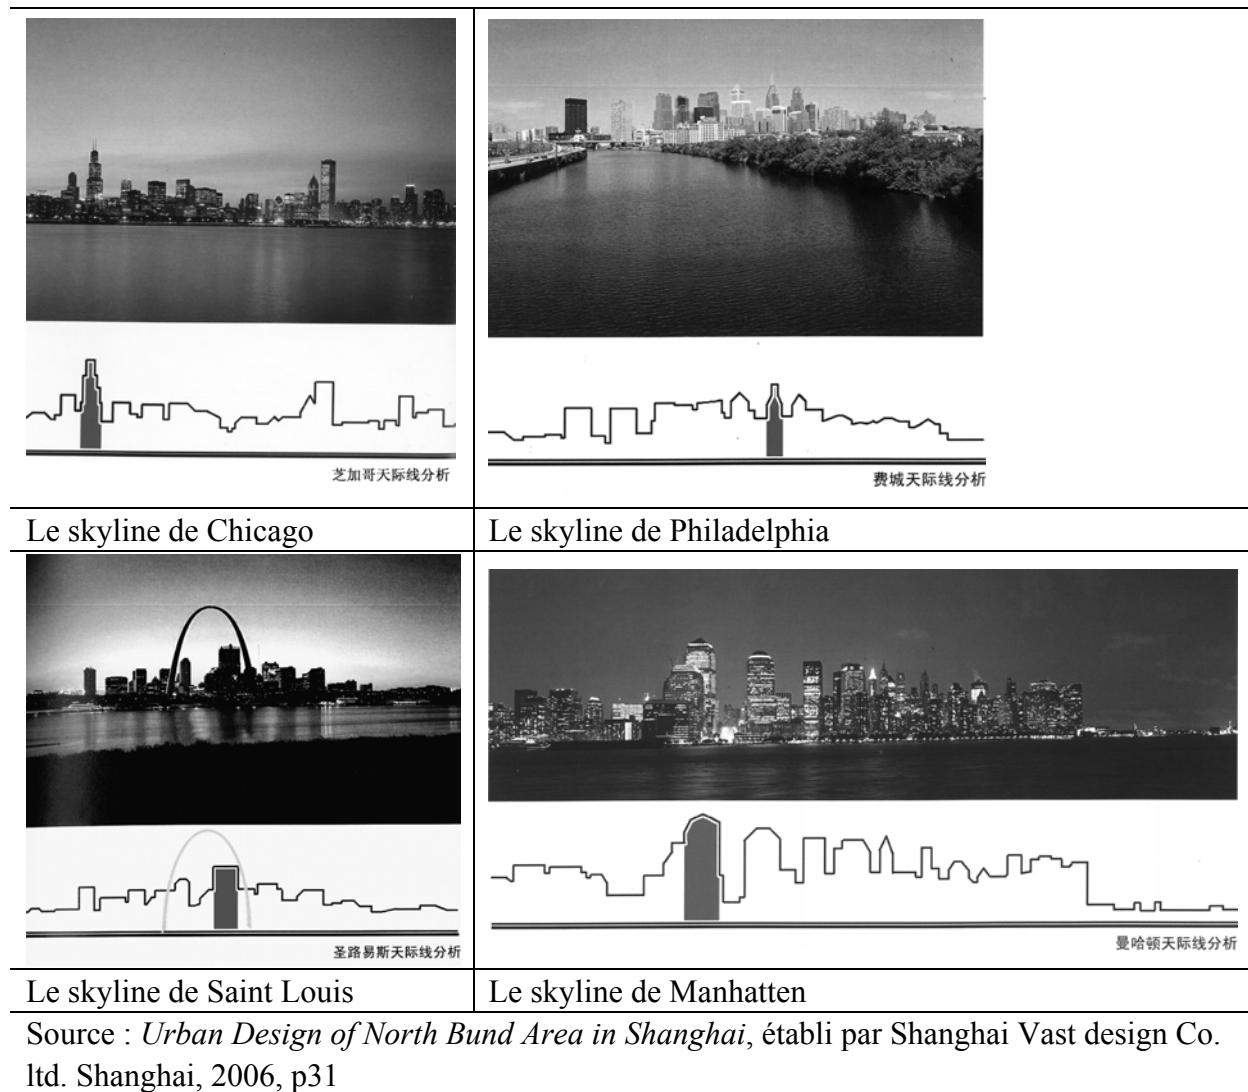 芝加哥天际线分析
费城天际线分析
Le skyline de Chicago
Le skyline de Philadelphia
圣路易斯天际线分析
曼哈顿天际线分析
Le skyline de Saint Louis
Le skyline de Manhatten
Source : Urban Design of North Bund Area in Shanghai, établi par Shanghai Vast design Co.
ltd. Shanghai, 2006, p31